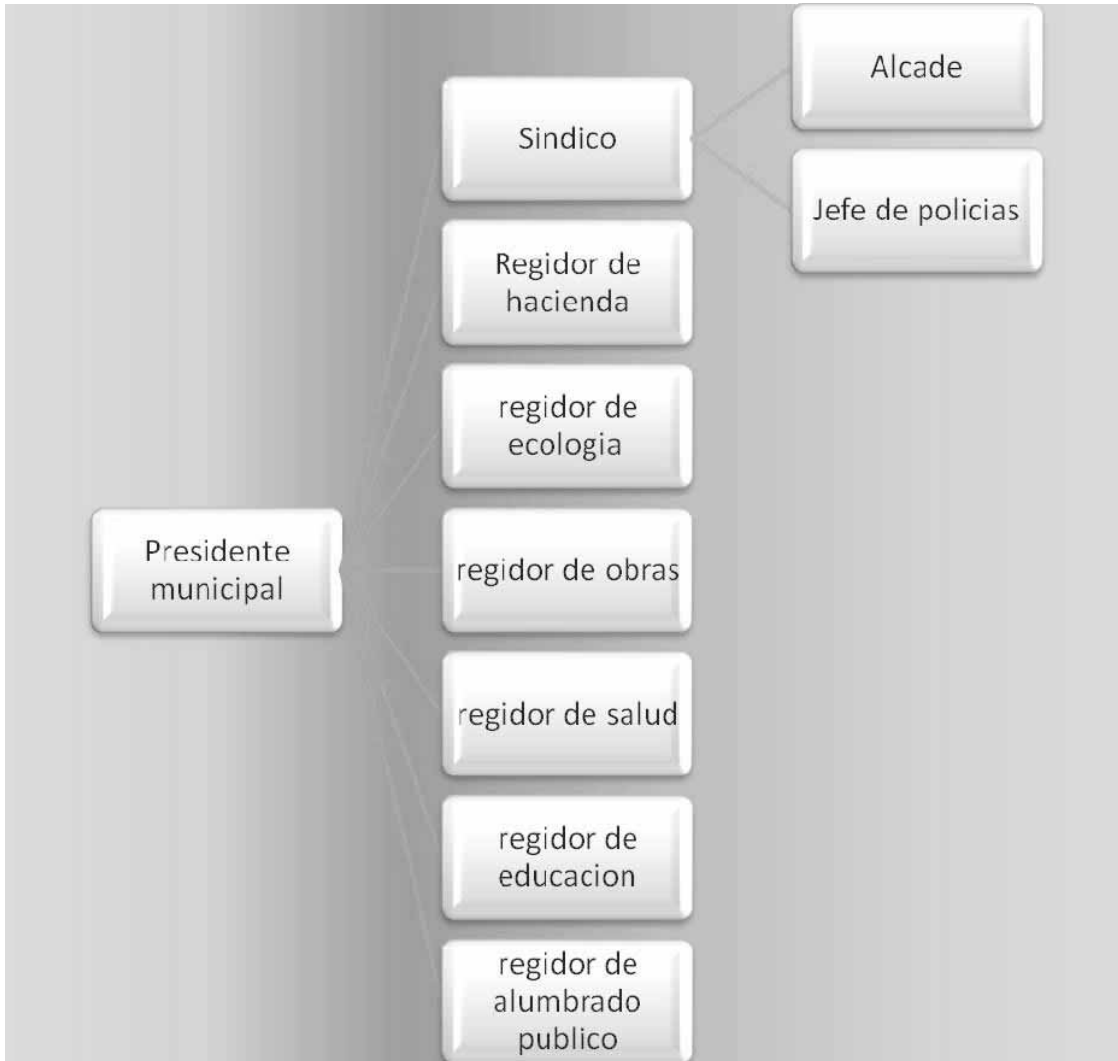 Alcade
Sindico
Jefe de policias
Regidor de
hacienda
regidor de
ecologia
Presidente
municipal
regidor de obras
regidor de salud
regidor de
educacion
regidor de
alumbrado
publico